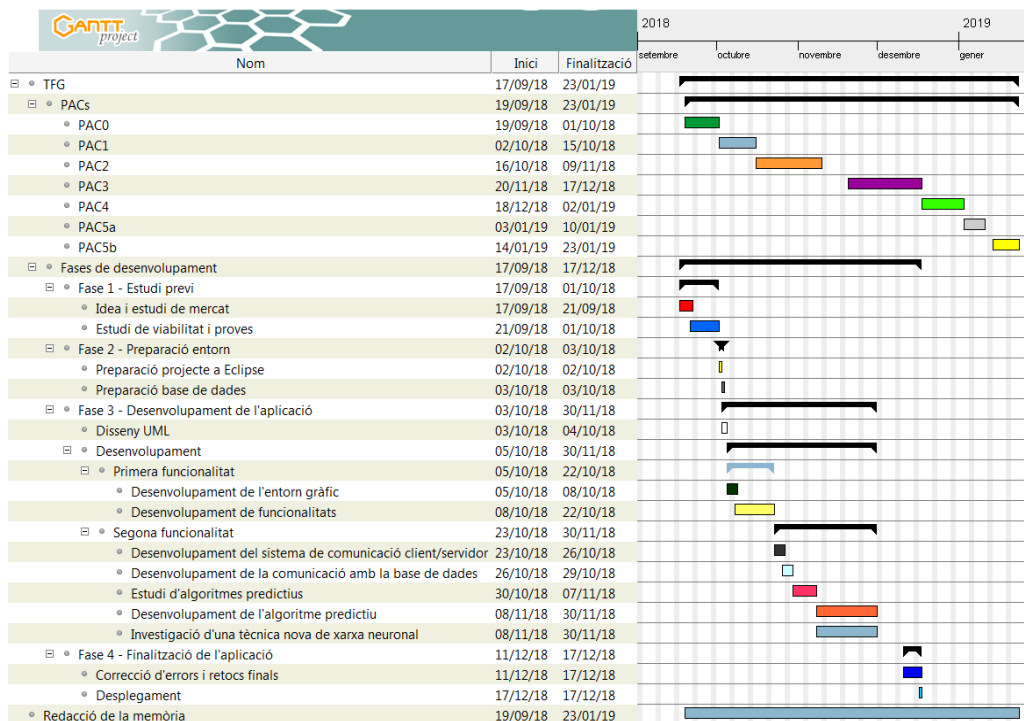 GANTT
project
2018 2019
setembre octubre novembre desembre gener
Nom Inici Finalització
TFG 17/09/18 23/01/19
PACs 19/09/18 23/01/19
PAC0 19/09/18 01/10/18
PAC1 02/10/18 15/10/18
PAC2 16/10/18 09/11/18
PAC3 20/11/18 17/12/18
PAC4 18/12/18 02/01/19
PAC5a 03/01/19 10/01/19
PAC5b 14/01/19 23/01/19
Fases de desenvolupament 17/09/18 17/12/18
Fase 1 - Estudi previ 17/09/18 01/10/18
Idea i estudi de mercat 17/09/18 21/09/18
Estudi de viabilitat i proves 21/09/18 01/10/18
Fase 2 - Preparació entorn 02/10/18 03/10/18
Preparació projecte a Eclipse 02/10/18 02/10/18
Preparació base de dades 03/10/18 03/10/18
Fase 3 - Desenvolupament de l'aplicació 03/10/18 30/11/18
Disseny UML 03/10/18 04/10/18
Desenvolupament 05/10/18 30/11/18
Primera funcionalitat 05/10/18 22/10/18
Desenvolupament de l'entorn gràfic 05/10/18 08/10/18
Desenvolupament de funcionalitats 08/10/18 22/10/18
Segona funcionalitat 23/10/18 30/11/18
Desenvolupament del sistema de comunicació client/servidor 23/10/18 26/10/18
Desenvolupament de la comunicació amb la base de dades 26/10/18 29/10/18
Estudi d'algoritmes predictius 30/10/18 07/11/18
Desenvolupament de l'algoritme predictiu 08/11/18 30/11/18
Investigació d'una tècnica nova de xarxa neuronal 08/11/18 30/11/18
Fase 4 - Finalització de l'aplicació 11/12/18 17/12/18
Correcció d'errors i retocs finals 11/12/18 17/12/18
Desplegament 17/12/18 17/12/18
Redacció de la memòria 19/09/18 23/01/19